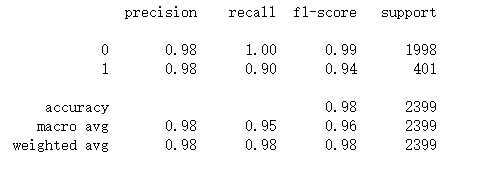 precision recall f1-score support
0 0.98 1.00 0.99 1998
1 0.98 0.90 0.94 401
accuracy 0.98 2399
macro avg 0.98 0.95 0.96 2399
weighted avg 0.98 0.98 0.98 2399